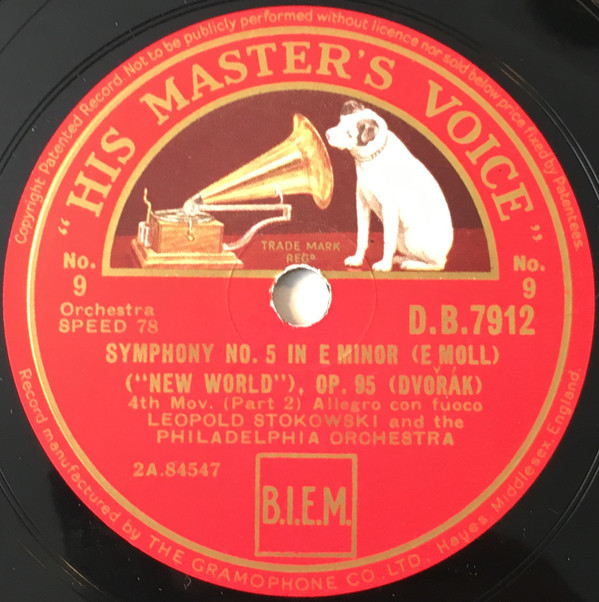 Copyright Patented Record. Not to be publicly performed without licence nor sold below price fixed by Patentees.
"HIS MASTER'S VOICE"
TRADE MARK
REGD
No.
9
No.
9
Orchestra
SPEED 78
D.B.7912
SYMPHONY NO. 5 IN E MINOR (E MOLL)
("NEW WORLD"), OP. 95 (DVOŘÁK)
4th Mov. (Part 2) Allegro con fuoco
LEOPOLD STOKOWSKI and the
PHILADELPHIA ORCHESTRA
2A.84547
B.I.E.M.
Record manufactured by THE GRAMOPHONE CO. LTD. Hayes. Middlesex, England.